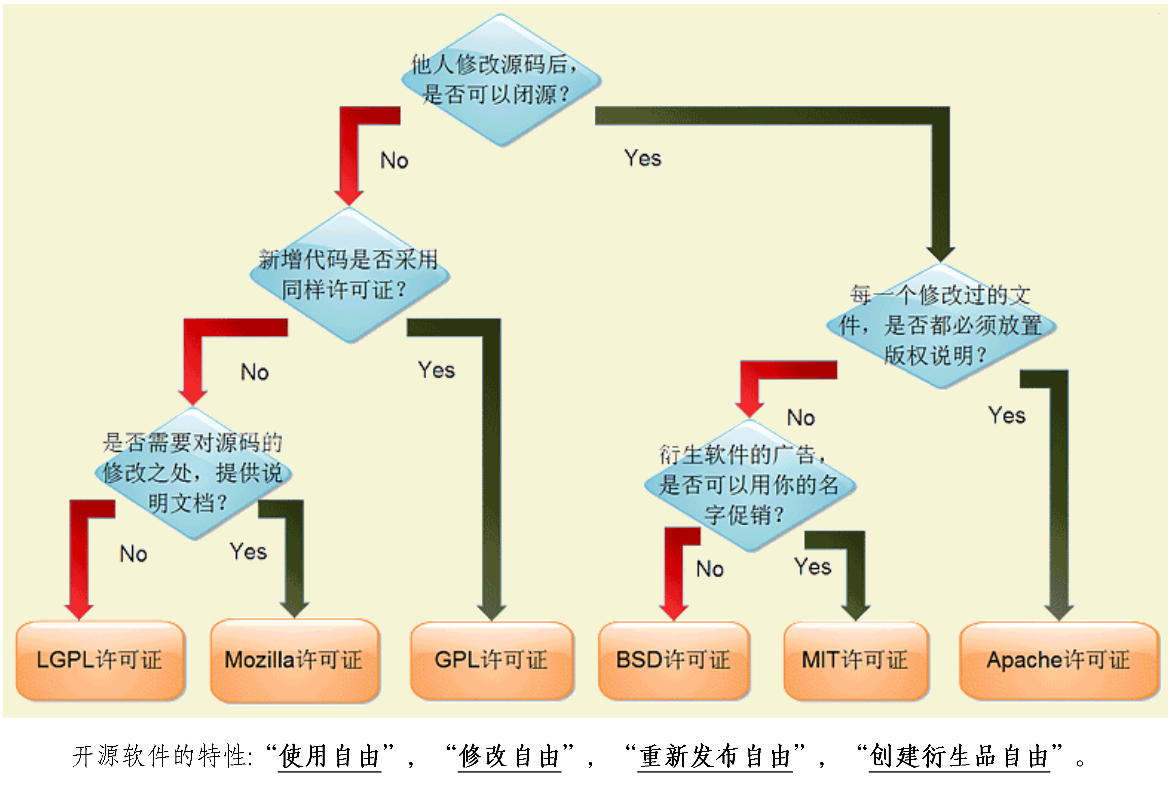 他人修改源码后，
是否可以闭源？
No
Yes
新增代码是否采用
同样许可证？
每一个修改过的文
件，是否都必须放置
版权说明？
No
Yes
No
Yes
是否需要对源码的
修改之处，提供说
明文档？
衍生软件的广告，
是否可以用你的名
字促销？
No
Yes
No
Yes
LGPL许可证
Mozilla许可证
GPL许可证
BSD许可证
MIT许可证
Apache许可证
开源软件的特性:“使用自由”，“修改自由”，“重新发布自由”，“创建衍生品自由”。